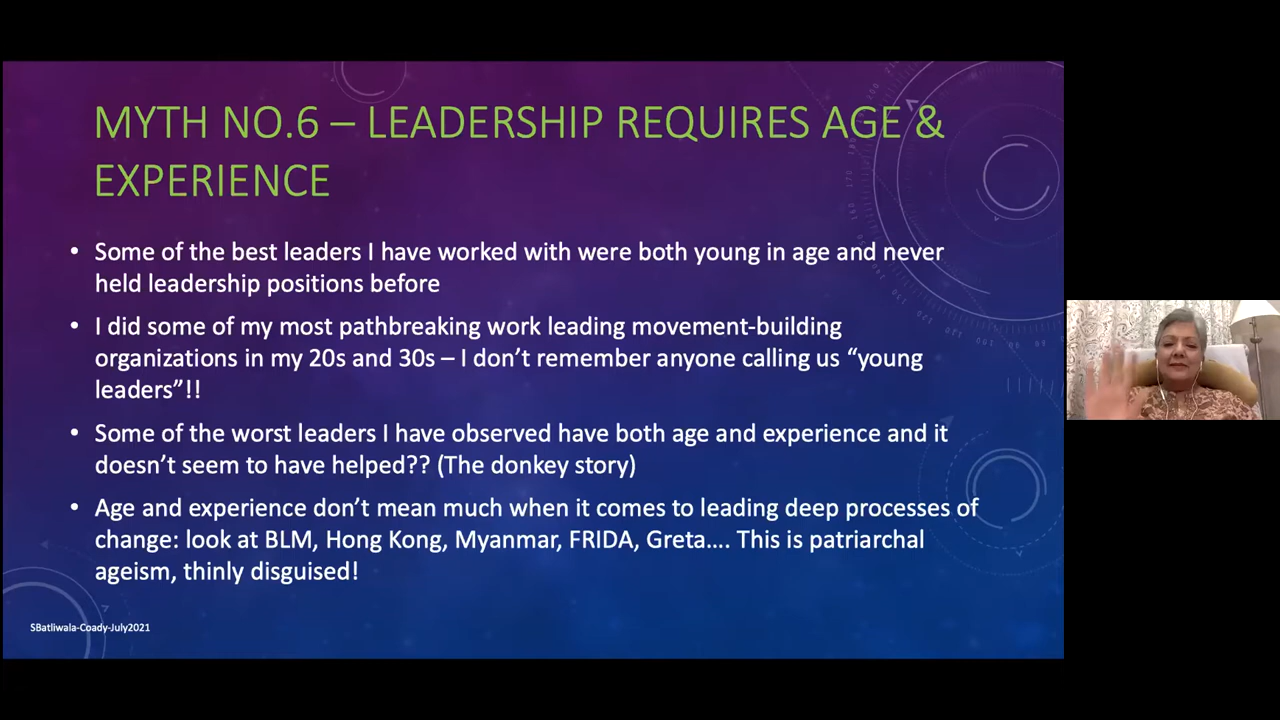 MYTH NO.6 – LEADERSHIP REQUIRES AGE &
EXPERIENCE
• Some of the best leaders I have worked with were both young in age and never
held leadership positions before
• I did some of my most pathbreaking work leading movement-building
organizations in my 20s and 30s – I don't remember anyone calling us “young
leaders”!!
• Some of the worst leaders I have observed have both age and experience and it
doesn't seem to have helped?? (The donkey story)
• Age and experience don't mean much when it comes to leading deep processes of
change: look at BLM, Hong Kong, Myanmar, FRIDA, Greta…. This is patriarchal
ageism, thinly disguised!
SBatliwala-Coady-July2021